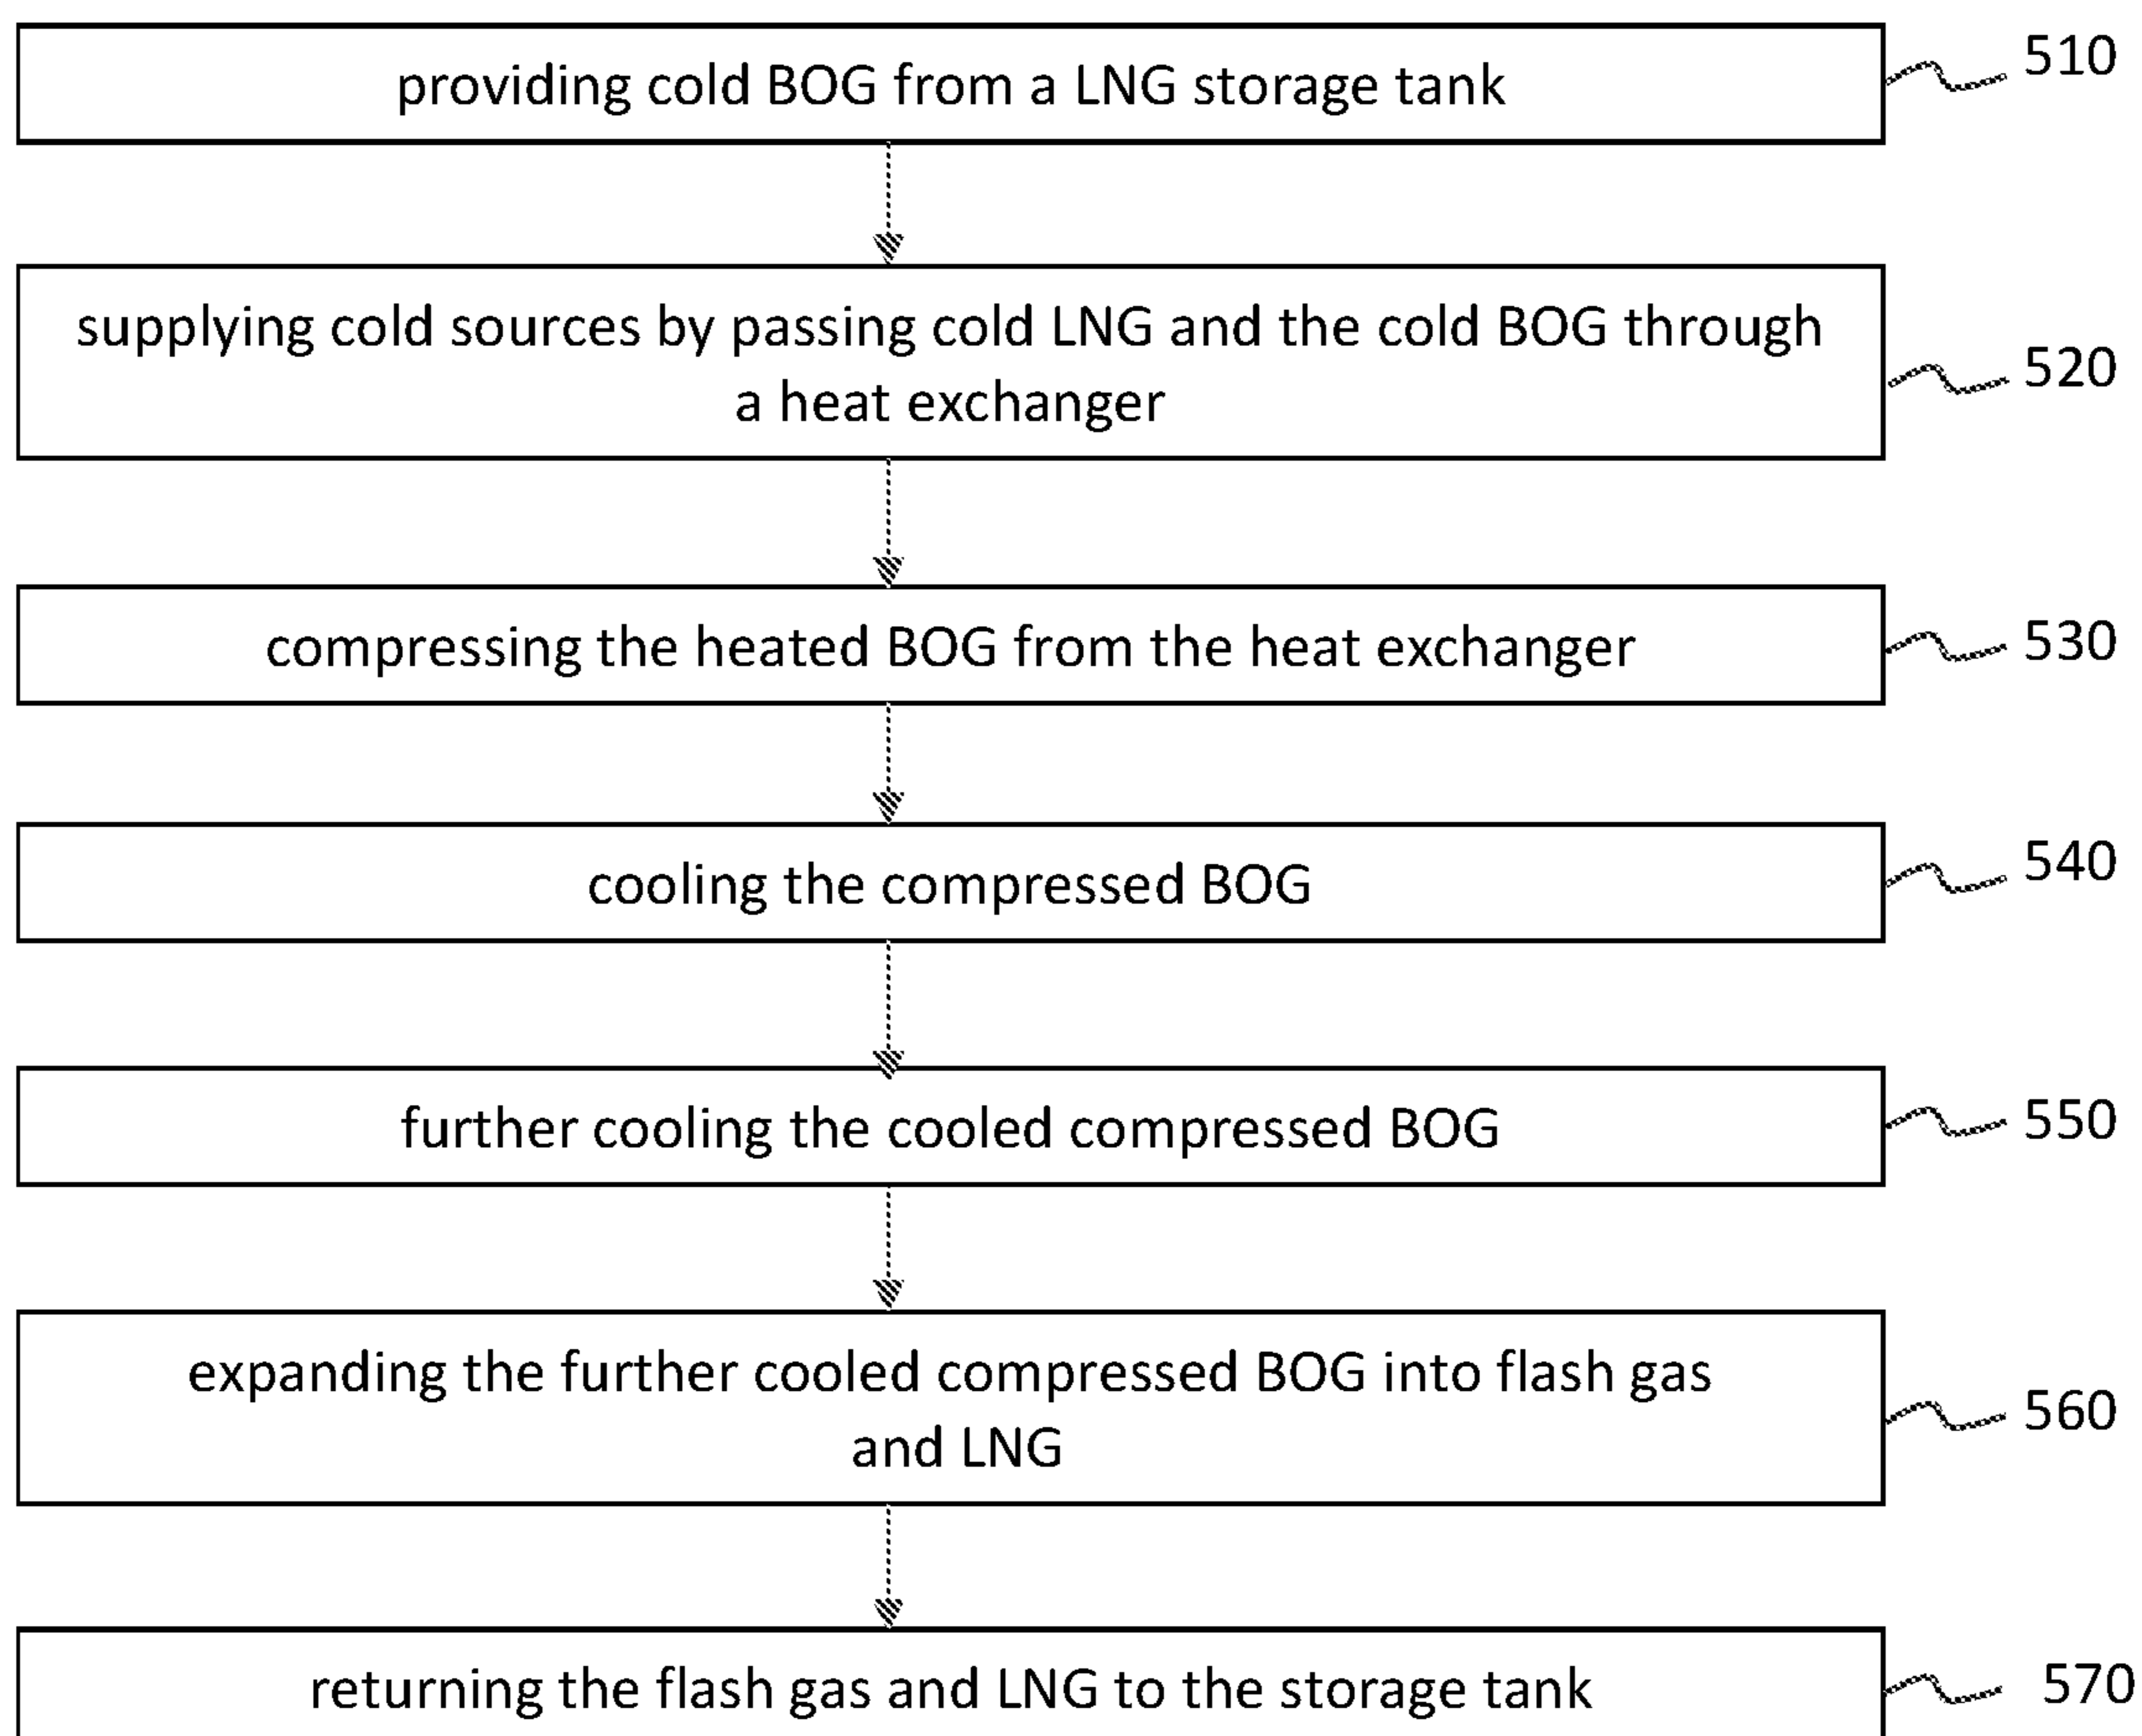 providing cold BOG from a LNG storage tank
510
supplying cold sources by passing cold LNG and the cold BOG through
a heat exchanger
520
compressing the heated BOG from the heat exchanger
530
cooling the compressed BOG
540
further cooling the cooled compressed BOG
550
expanding the further cooled compressed BOG into flash gas
and LNG
560
returning the flash gas and LNG to the storage tank
570